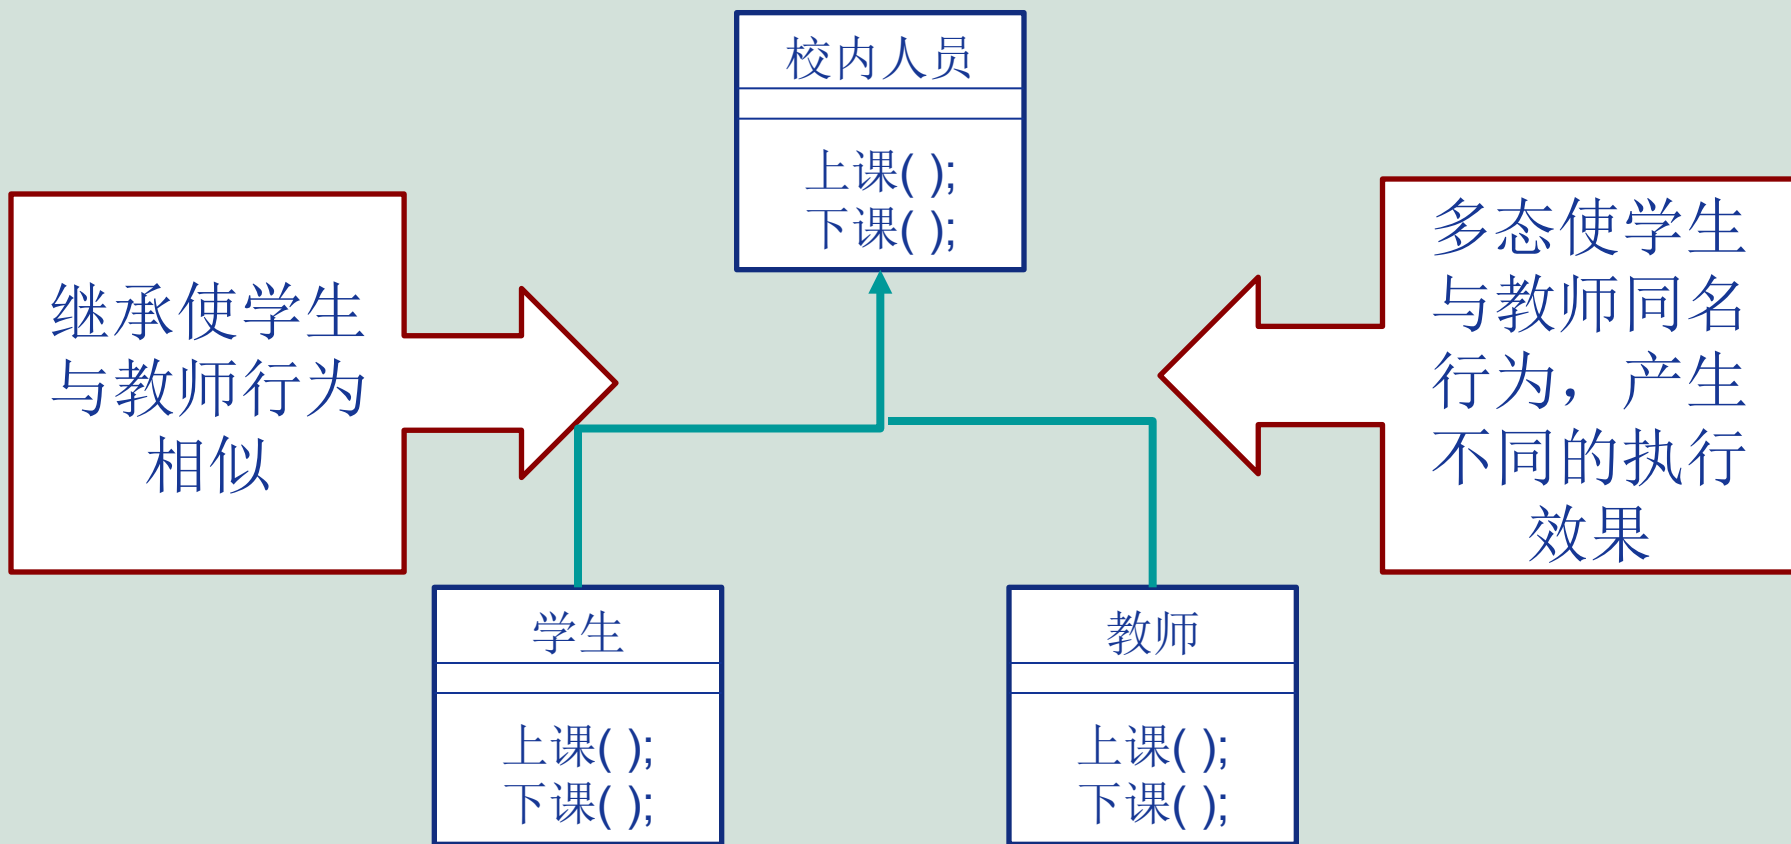 校内人员
上课( );
下课( );
继承使学生
与教师行为
相似
多态使学生
与教师同名
行为，产生
不同的执行
效果
学生
上课( );
下课( );
教师
上课( );
下课( );